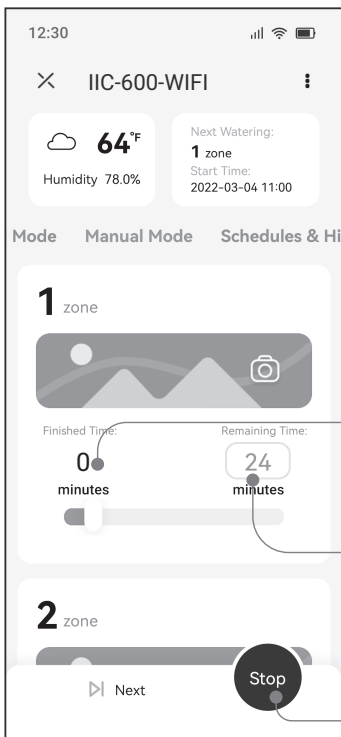 12:30
IIC-600-WIFI
64°F
Humidity 78.0%
Next Watering:
1 zone
Start Time:
2022-03-04 11:00
Mode Manual Mode Schedules & Hi
1 zone
Finished Time: Remaining Time:
0 24
minutes minutes
2 zone
Next Stop